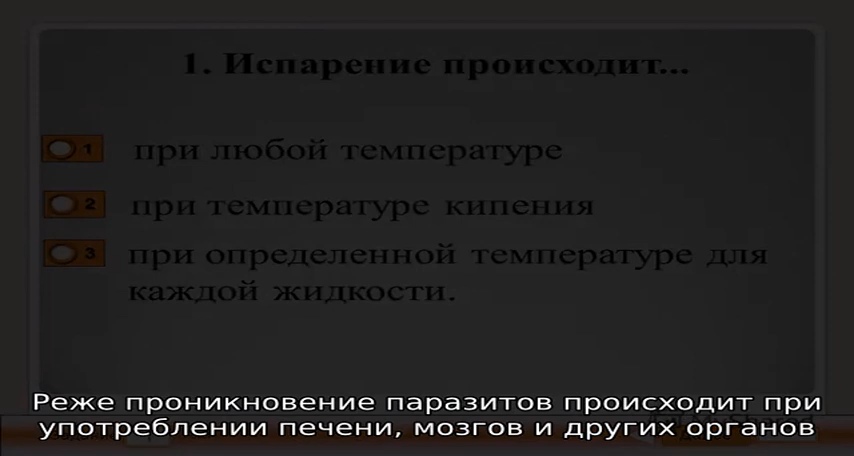 1. Испарение происходит...
1 при любой температуре
2 при температуре кипения
3 при определенной температуре для
каждой жидкости.
Реже проникновение паразитов происходит при
употреблении печени, мозгов и других органов